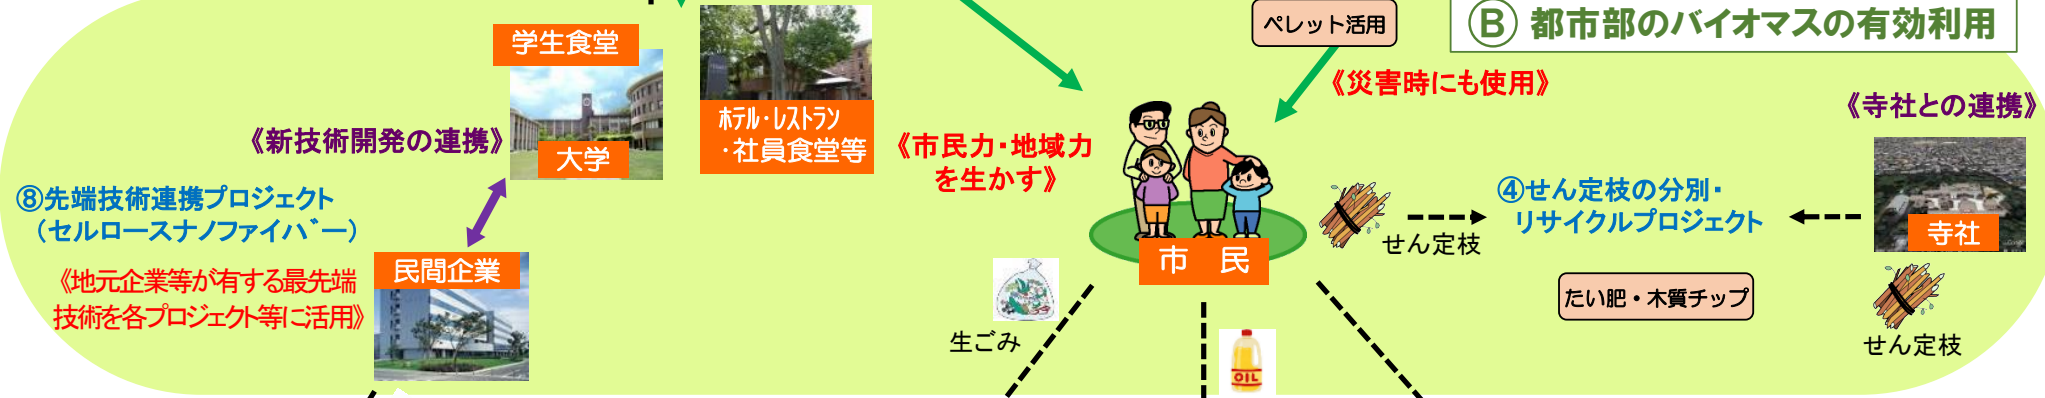 Ⓑ 都市部のバイオマスの有効利用
ペレット活用
学生食堂
《災害時にも使用》
《寺社との連携》
ホテル・レストラン
・社員食堂等
《新技術開発の連携》
大学
《市民力・地域力
を生かす》
⑧先端技術連携プロジェクト
（セルロースナノファイバー）
④せん定枝の分別・
リサイクルプロジェクト
せん定枝
寺社
市 民
民間企業
《地元企業等が有する最先端
技術を各プロジェクト等に活用》
たい肥・木質チップ
生ごみ
せん定枝
OIL